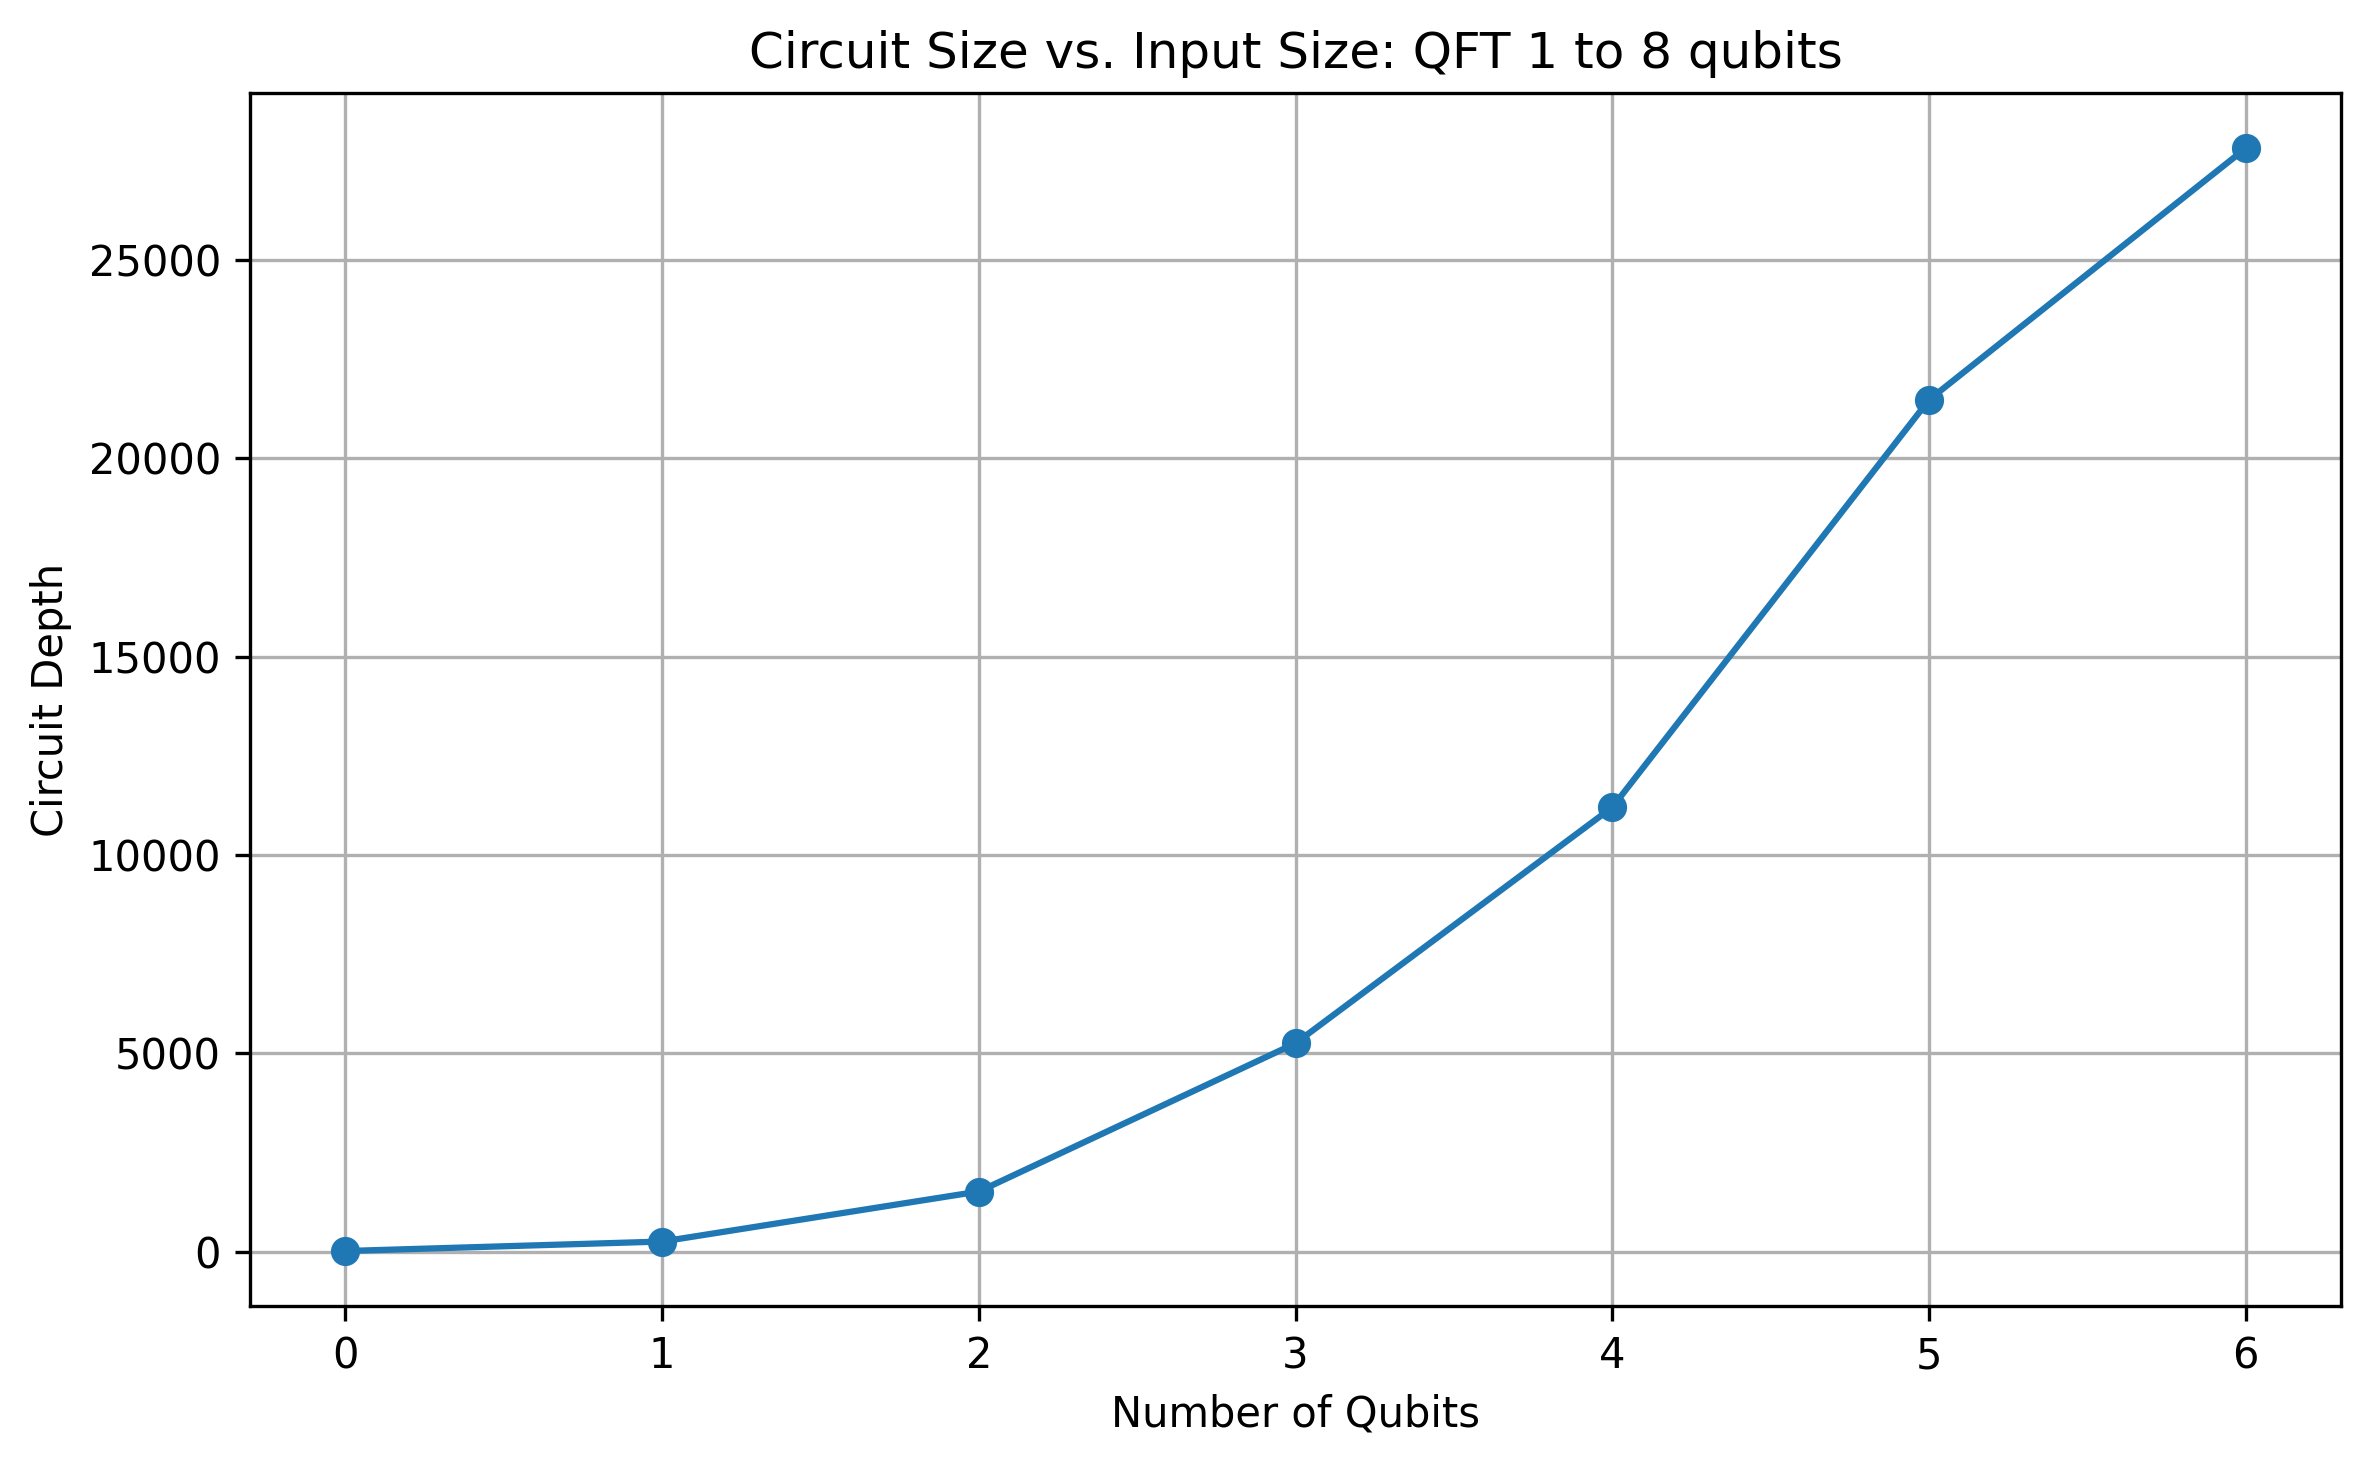 Circuit Size vs. Input Size: QFT 1 to 8 qubits
25000
20000
15000
10000
5000
0
Circuit Depth
0 1 2 3 4 5 6
Number of Qubits